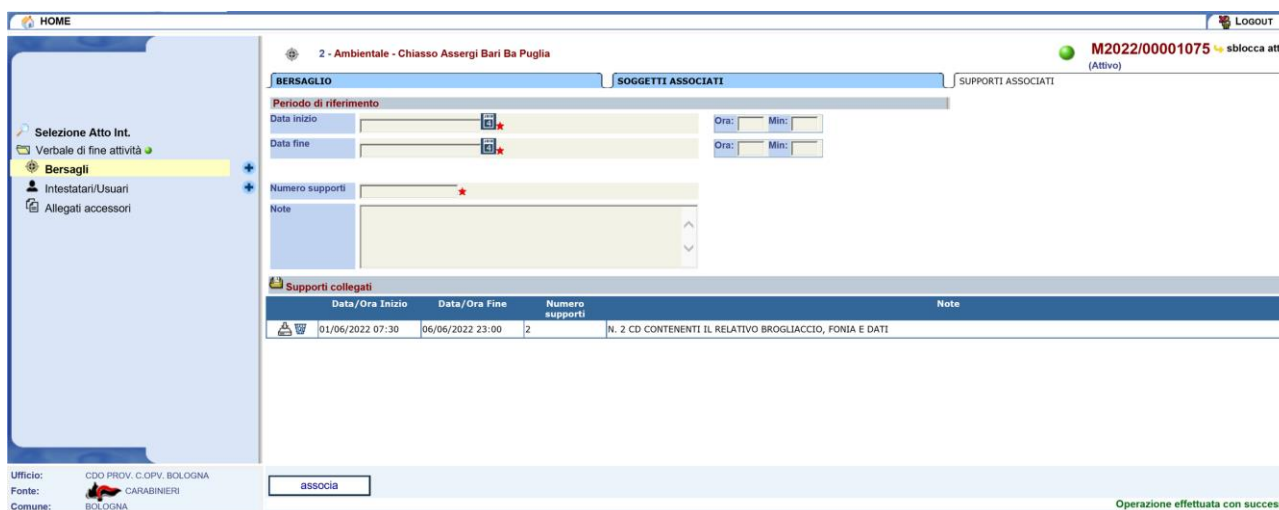 HOME
LOGOUT
2 - Ambientale - Chiasso Assergi Bari Ba Puglia
M2022/00001075 sblocca att
(Attivo)
BERSAGLIO
SOGGETTI ASSOCIATI
SUPPORTI ASSOCIATI
Periodo di riferimento
Data inizio
Ora: Min:
Data fine
Ora: Min:
Selezione Atto Int.
Verbale di fine attività
Bersagli
Intestatari/Usuari
Allegati accessori
Numero supporti
Note
Supporti collegati
Data/Ora Inizio Data/Ora Fine Numero supporti Note
01/06/2022 07:30 06/06/2022 23:00 2 N. 2 CD CONTENENTI IL RELATIVO BROGLIACCIO, FONIA E DATI
Ufficio: CDO PROV. C.OPV. BOLOGNA
Fonte: CARABINIERI
Comune: BOLOGNA
associa
Operazione effettuata con succes